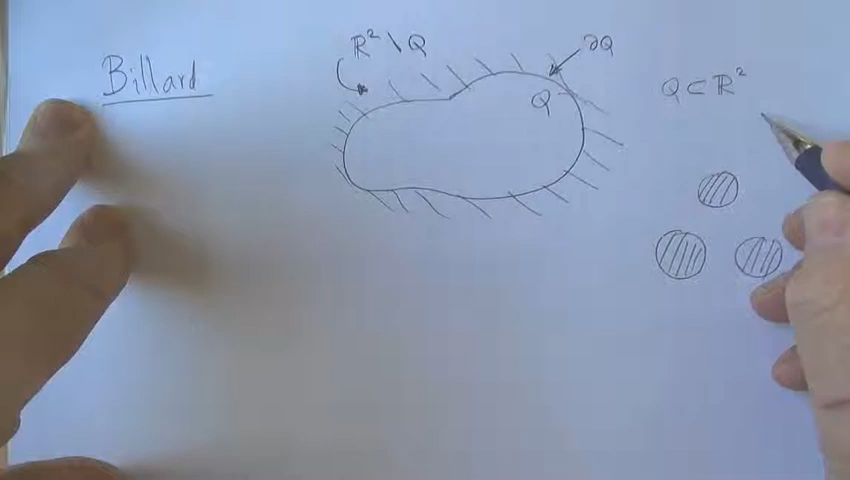 Billard
ℝ² \ Q
∂Q
Q
Q ⊂ ℝ²